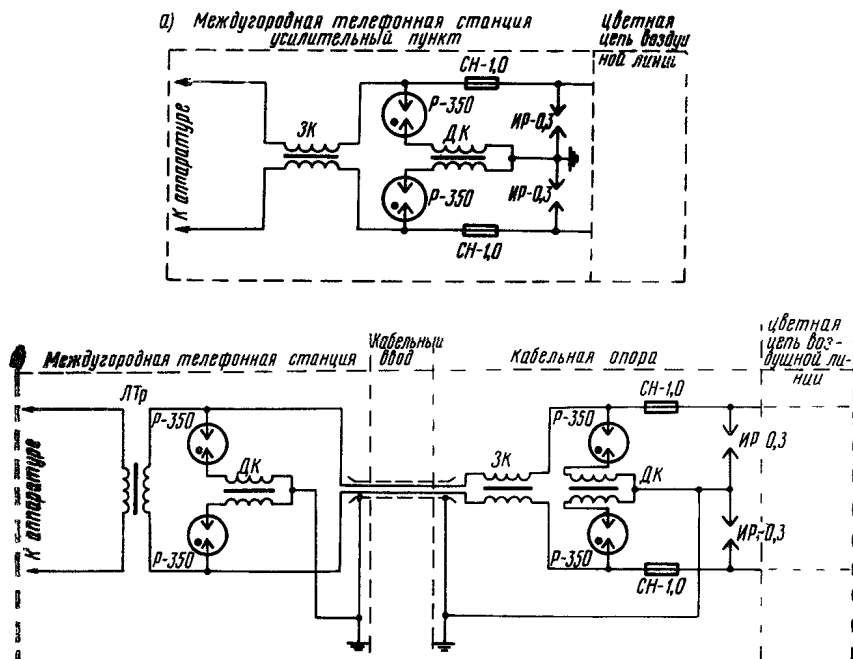 а) Междугородная телефонная станция
усилительный пункт
цветная
цепь воздуш
ной линии
СН-1,0
Р-350
ИР-0,3
ЗК
ДК
К аппаратуре
ИР-0,3
Р-350
СН-1,0
Междугородная телефонная станция
Кабельный
ввод
Кабельная опора
цветная
цепь воз-
душной ли-
нии
ЛТр
СН-1,0
Р-350
Р-350
ИР-0,3
ДК
ЗК
ДК
К аппаратуре
ИР-0,3
Р-350
Р-350
СН-1,0